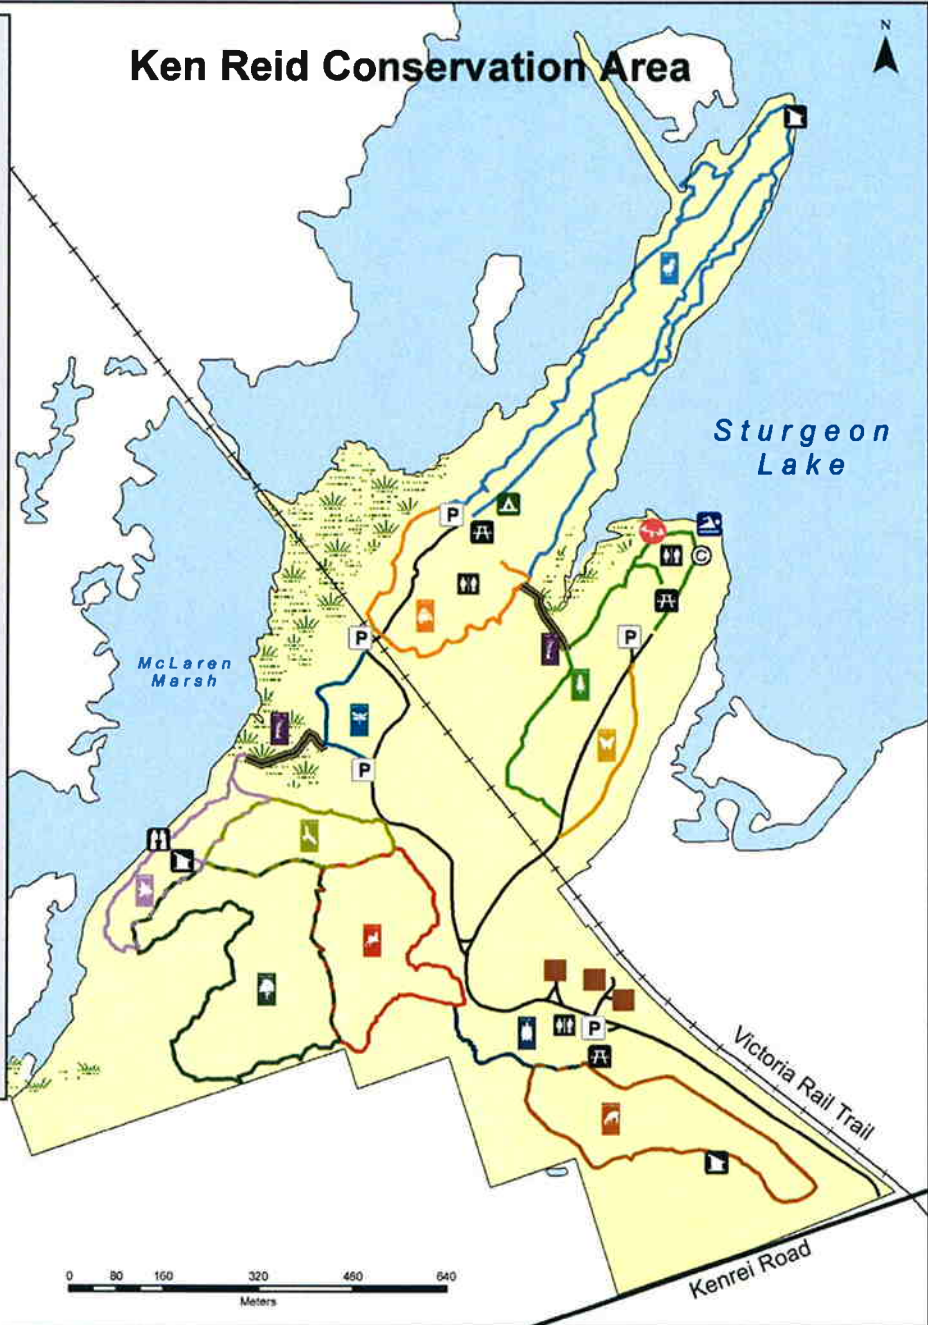 Ken Reid Conservation Area
N
Sturgeon
Lake
P
P
C
P
McLaren
Marsh
P
P
Victoria Rail Trail
Kenrei Road
0 80 160 320 460 640
Meters